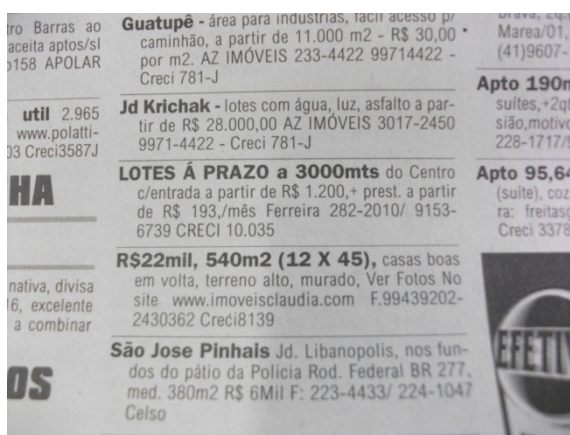 tro Barras ao
aceita aptos/sl
o158 APOLAR
util 2.965
www.polatti-
03 Creci3587J
HA
nativa, divisa
6, excelente
a combinar
OS
Guatupê - área para indústrias, fácil acesso p/
caminhão, a partir de 11.000 m2 - R$ 30,00
por m2. AZ IMÓVEIS 233-4422 99714422 -
Creci 781-J
Jd Krichak - lotes com água, luz, asfalto a par-
tir de R$ 28.000,00 AZ IMÓVEIS 3017-2450
9971-4422 - Creci 781-J
LOTES Á PRAZO a 3000mts do Centro
c/entrada a partir de R$ 1.200,+ prest. a partir
de R$ 193,/mês Ferreira 282-2010/ 9153-
6739 CRECI 10.035
R$22mil, 540m2 (12 X 45), casas boas
em volta, terreno alto, murado, Ver Fotos No
site www.imoveisclaudia.com F.99439202-
2430362 Creci8139
São Jose Pinhais Jd. Libanopolis, nos fun-
dos do pátio da Policia Rod. Federal BR 277,
med. 380m2 R$ 6Mil F: 223-4433/ 224-1047
Celso
Marea/01,
(41)9607-
Apto 190m
suítes,+2qt
sião,motivo
228-1717/9
Apto 95,64
(suíte), coz
ra: freitas
Creci 3378
EFETIV